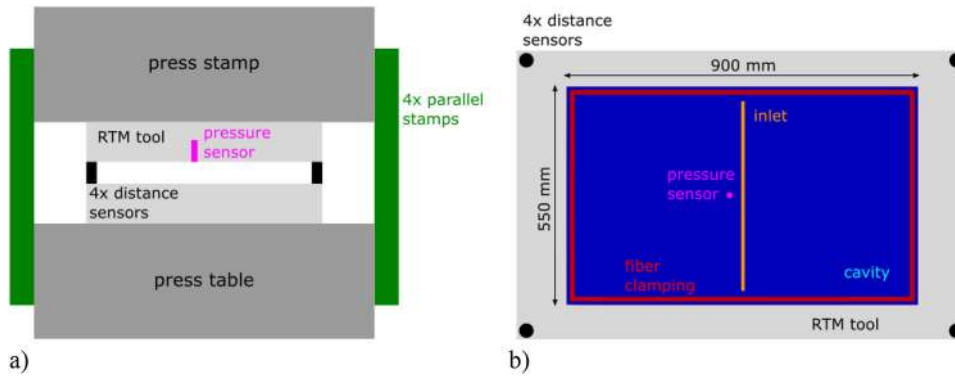 press stamp
4x parallel
stamps
RTM tool
pressure
sensor
4x distance
sensors
press table
a)
4x distance
sensors
900 mm
550 mm
inlet
pressure
sensor
fiber
clamping
cavity
RTM tool
b)